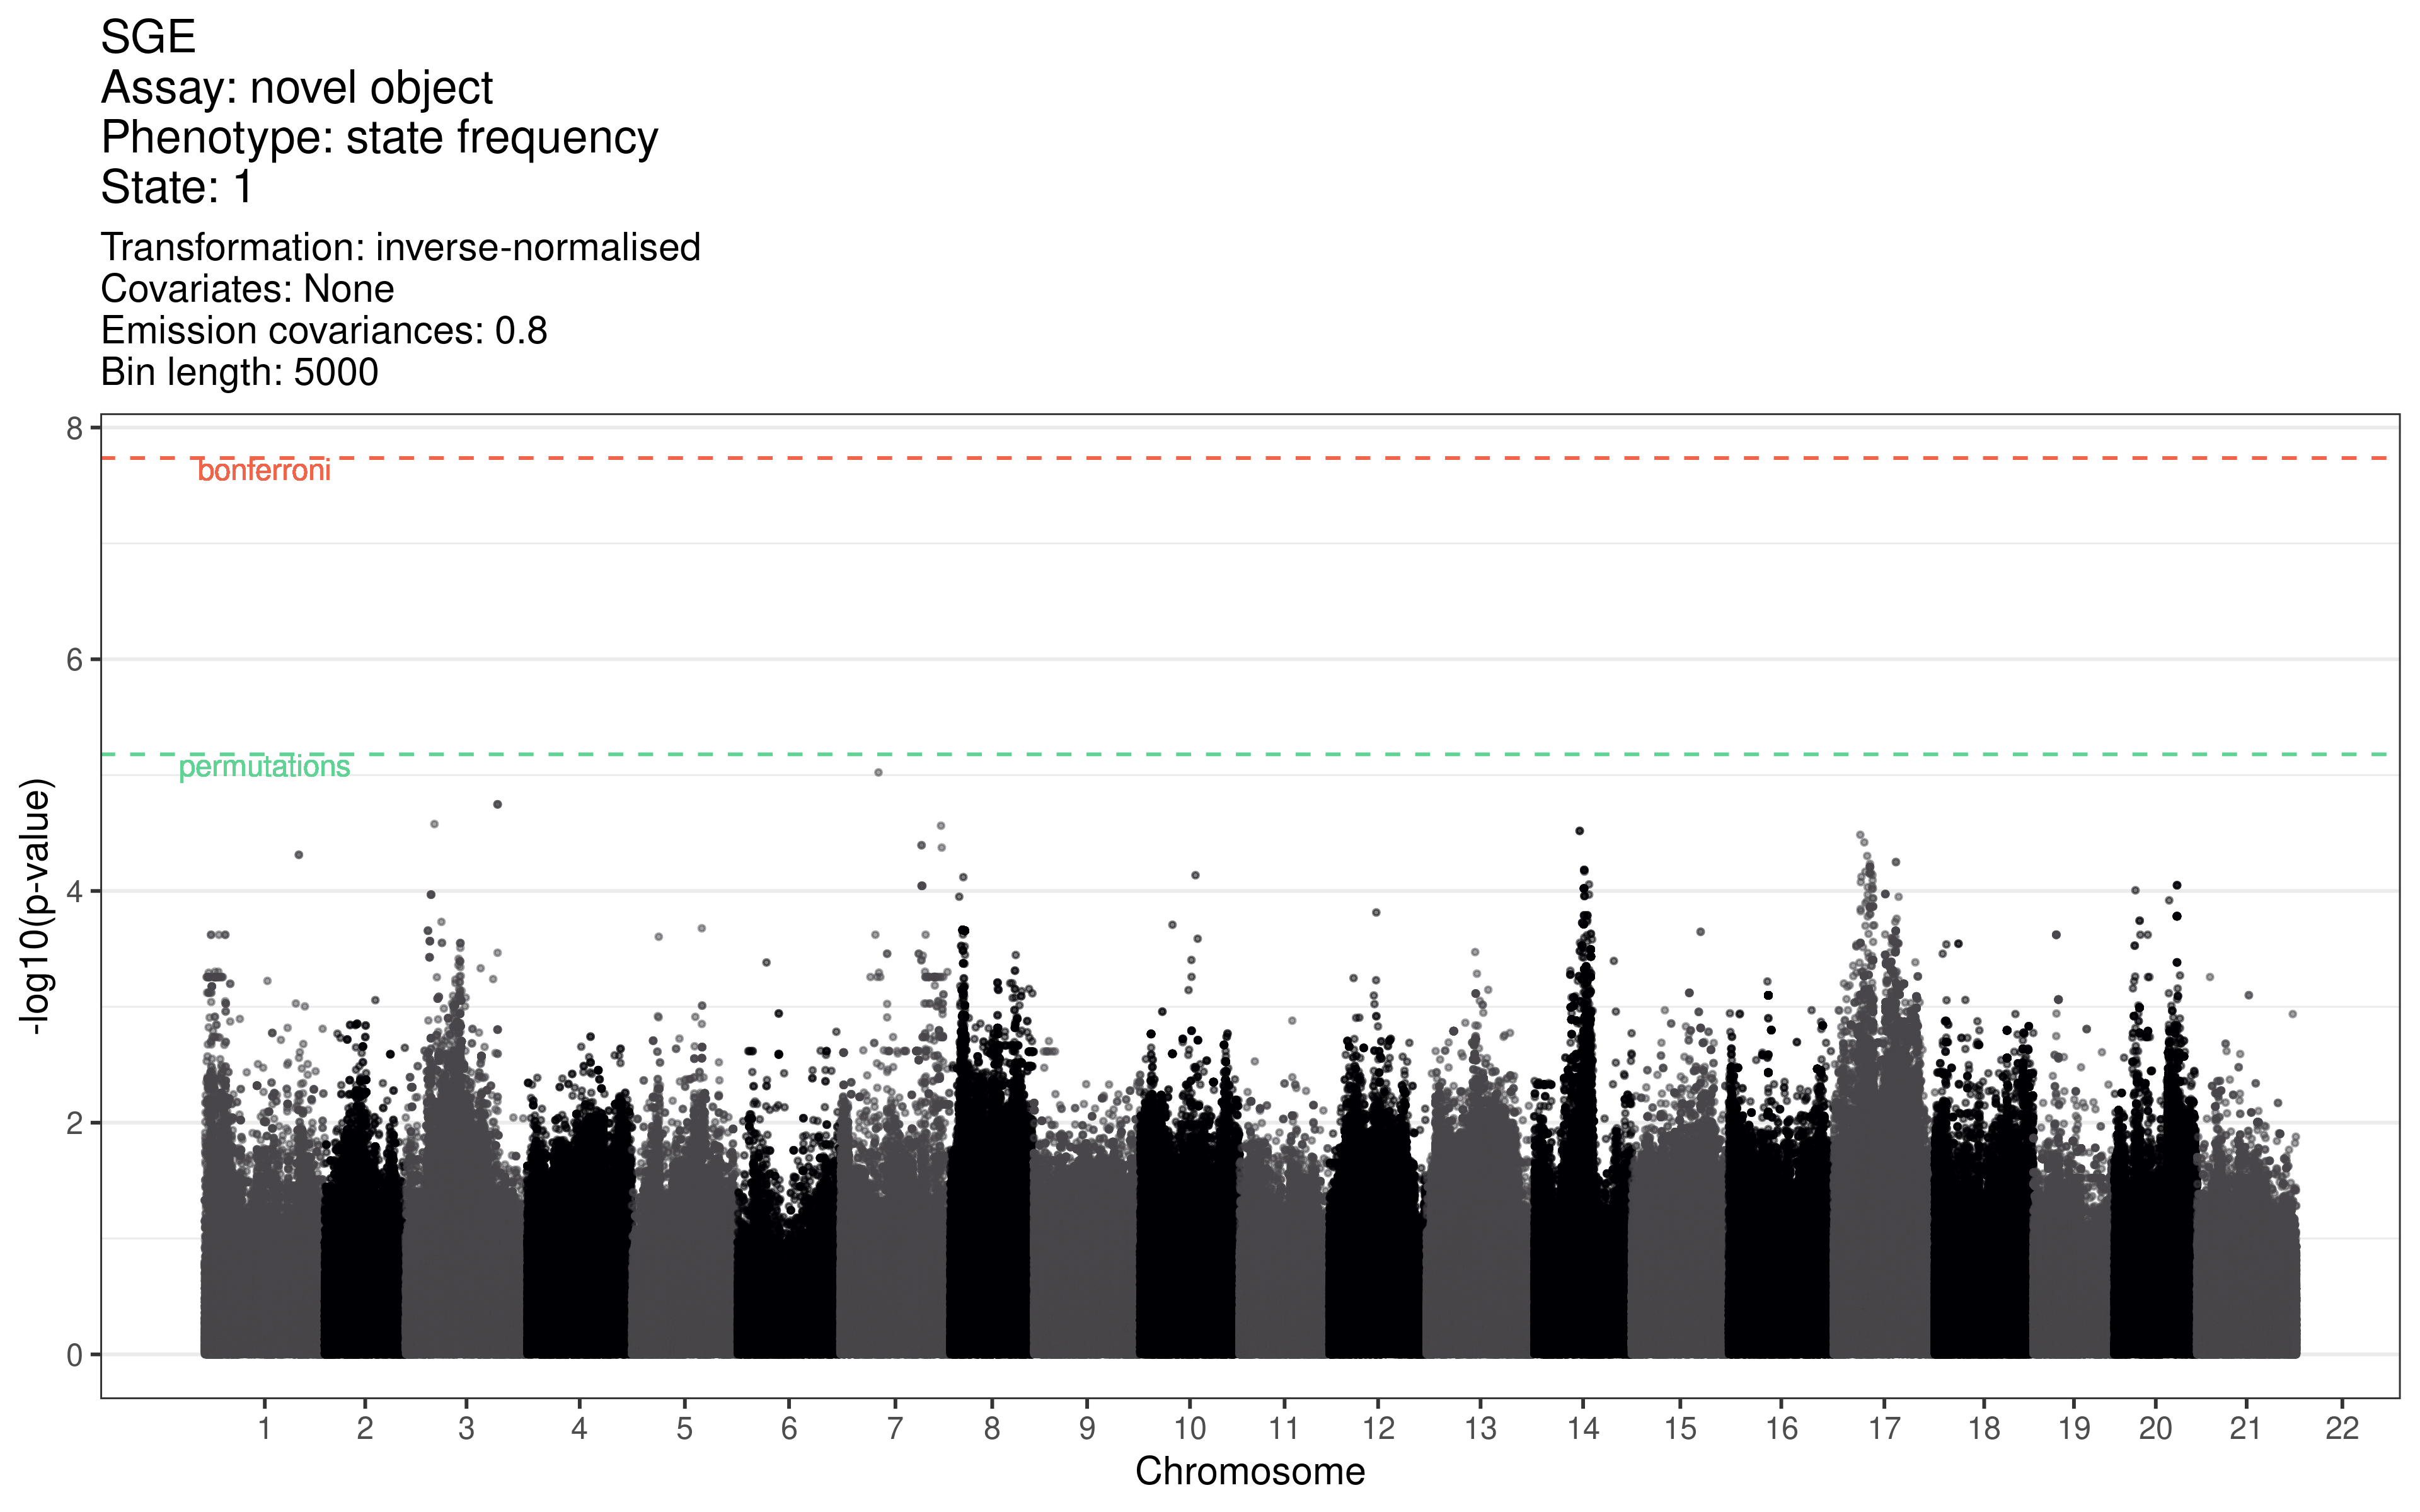 SGE
Assay: novel object
Phenotype: state frequency
State: 1
Transformation: inverse-normalised
Covariates: None
Emission covariances: 0.8
Bin length: 5000
8
bonferroni
6
permutations
4
2
0
-log10(p-value)
1 2 3 4 5 6 7 8 9 10 11 12 13 14 15 16 17 18 19 20 21 22
Chromosome